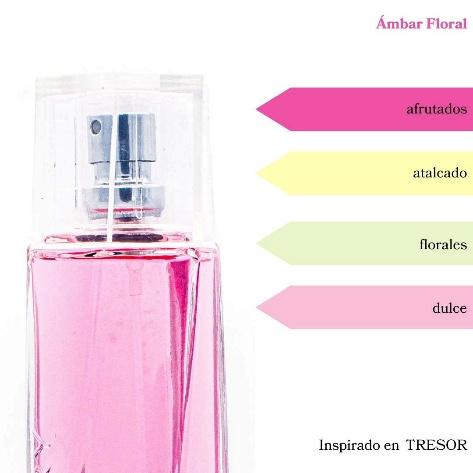 Ámbar Floral
afrutados
atalcado
florales
dulce
Inspirado en TRESOR